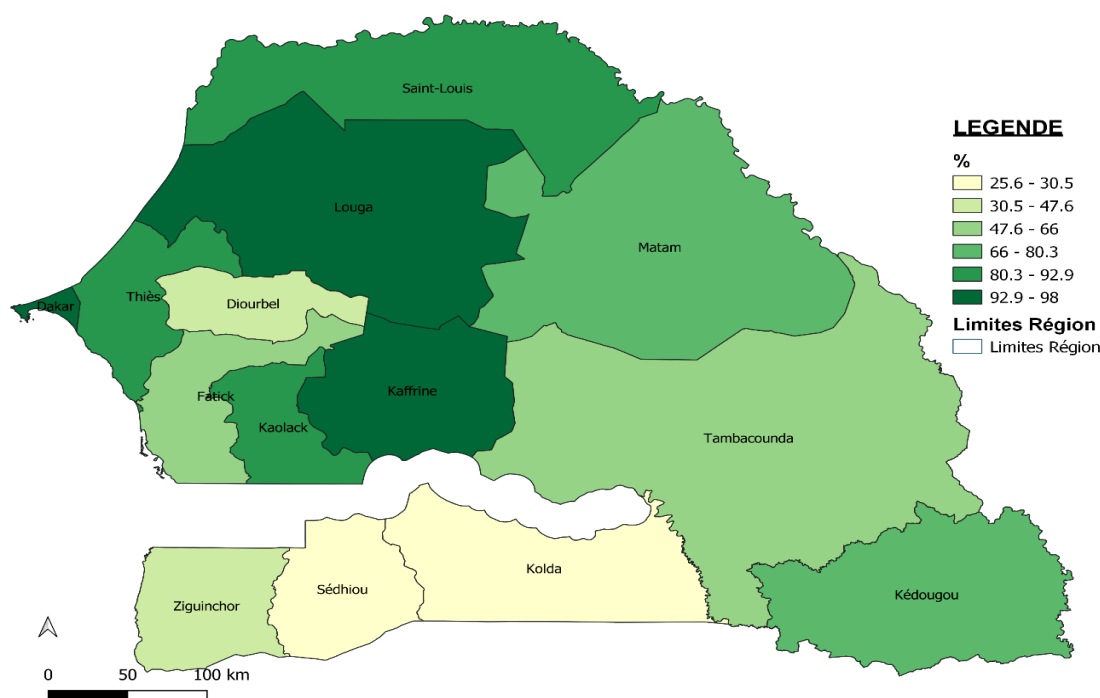 Saint-Louis
Louga
Matam
Thiès
Dakar
Diourbel
Fatick
Kaolack
Kaffrine
Tambacounda
Kolda
Sédhiou
Ziguinchor
Kédougou
LEGENDE
%
25.6 - 30.5
30.5 - 47.6
47.6 - 66
66 - 80.3
80.3 - 92.9
92.9 - 98
Limites Région
Limites Région
0 50 100 km